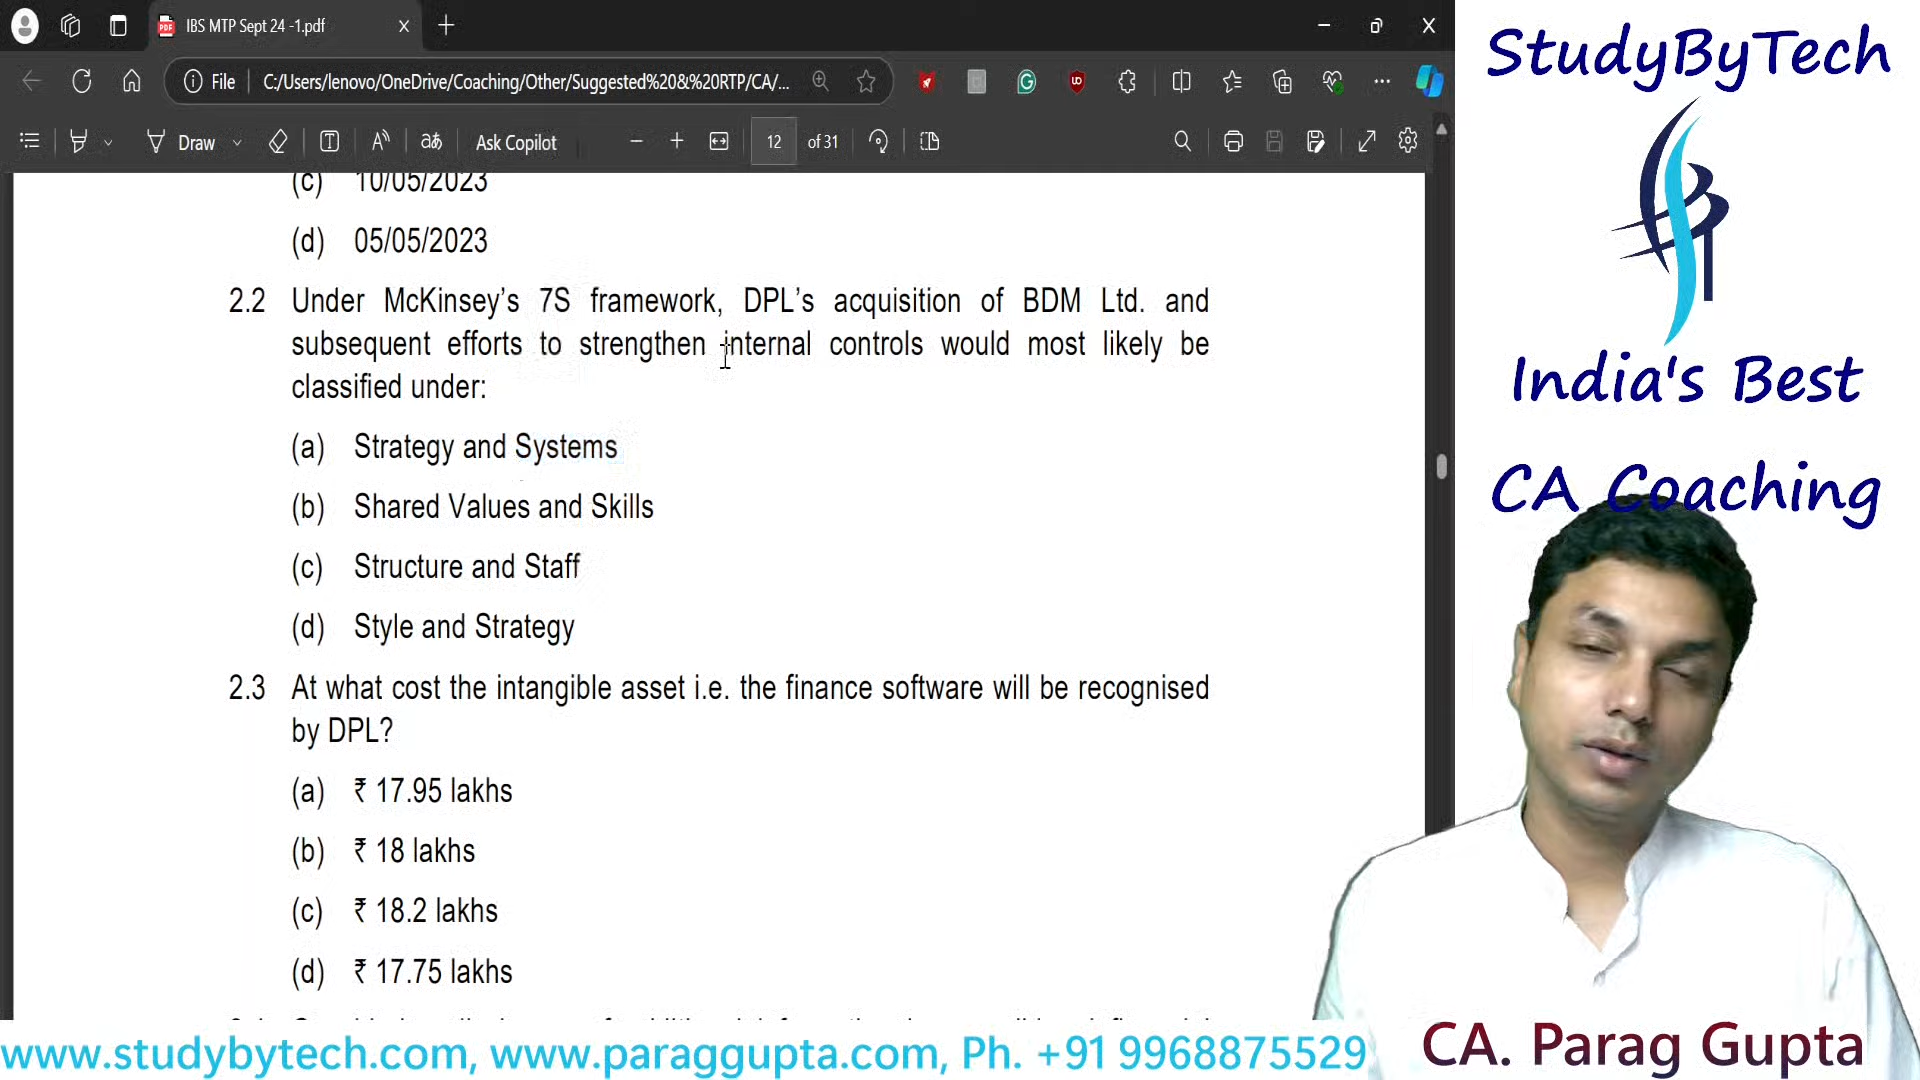 IBS MTP Sept 24 -1.pdf
File
C:/Users/lenovo/OneDrive/Coaching/Other/Suggested%20&%20RTP/CA/...
Draw
Ask Copilot
12 of 31
(c) 10/05/2023
(d) 05/05/2023
2.2 Under McKinsey’s 7S framework, DPL’s acquisition of BDM Ltd. and
subsequent efforts to strengthen internal controls would most likely be
classified under:
(a) Strategy and Systems
(b) Shared Values and Skills
(c) Structure and Staff
(d) Style and Strategy
2.3 At what cost the intangible asset i.e. the finance software will be recognised
by DPL?
(a) ₹ 17.95 lakhs
(b) ₹ 18 lakhs
(c) ₹ 18.2 lakhs
(d) ₹ 17.75 lakhs
StudyByTech
India's Best
CA Coaching
www.studybytech.com, www.paraggupta.com, Ph. +91 9968875529
CA. Parag Gupta